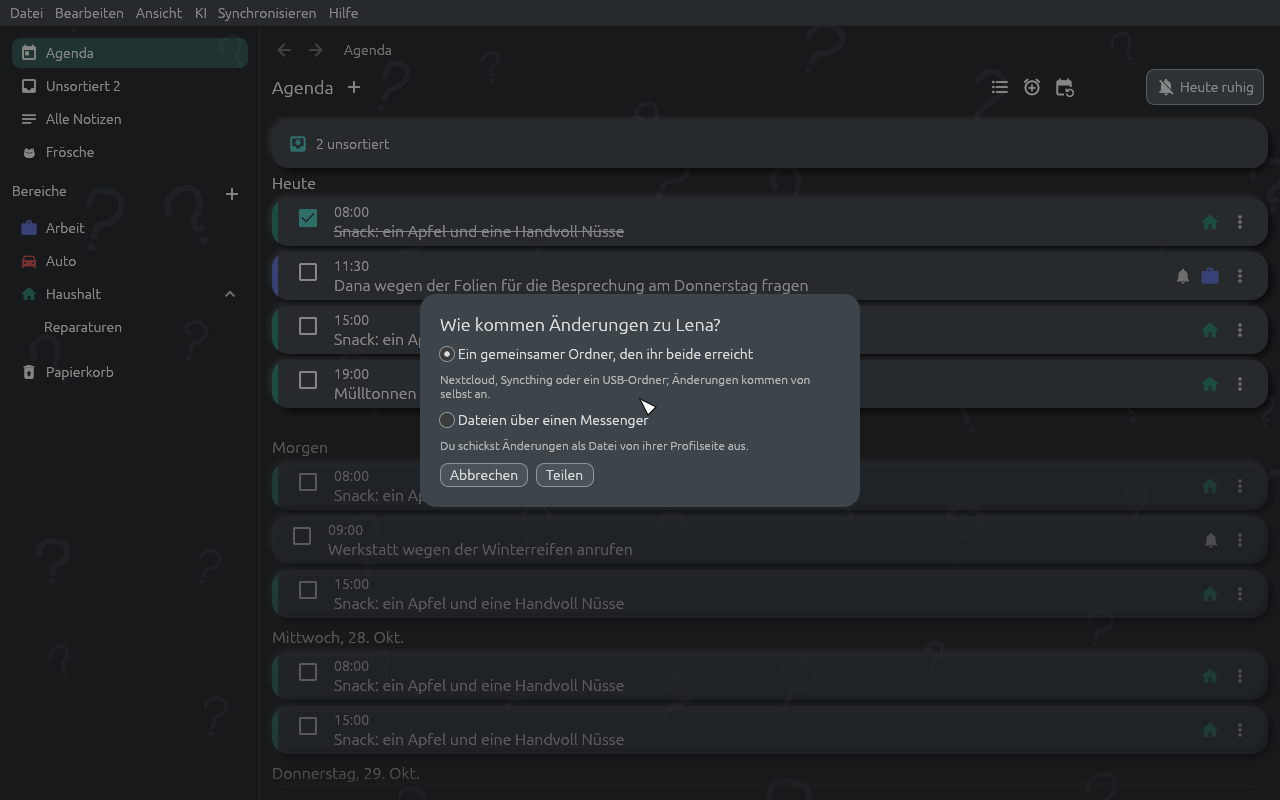 Datei Bearbeiten Ansicht KI Synchronisieren Hilfe
Agenda
Unsortiert 2
Alle Notizen
Frösche
Bereiche
Arbeit
Auto
Haushalt
Reparaturen
Papierkorb
Agenda
Agenda
Heute ruhig
2 unsortiert
Heute
08:00
Snack: ein Apfel und eine Handvoll Nüsse
11:30
Dana wegen der Folien für die Besprechung am Donnerstag fragen
15:00
Snack: ein Ap
19:00
Mülltonnen
Wie kommen Änderungen zu Lena?
Ein gemeinsamer Ordner, den ihr beide erreicht
Nextcloud, Syncthing oder ein USB-Ordner; Änderungen kommen von
selbst an.
Dateien über einen Messenger
Du schickst Änderungen als Datei von ihrer Profilseite aus.
Abbrechen Teilen
Morgen
08:00
Snack: ein Ap
09:00
Werkstatt wegen der Winterreifen anrufen
15:00
Snack: ein Apfel und eine Handvoll Nüsse
Mittwoch, 28. Okt.
08:00
Snack: ein Apfel und eine Handvoll Nüsse
15:00
Snack: ein Apfel und eine Handvoll Nüsse
Donnerstag, 29. Okt.